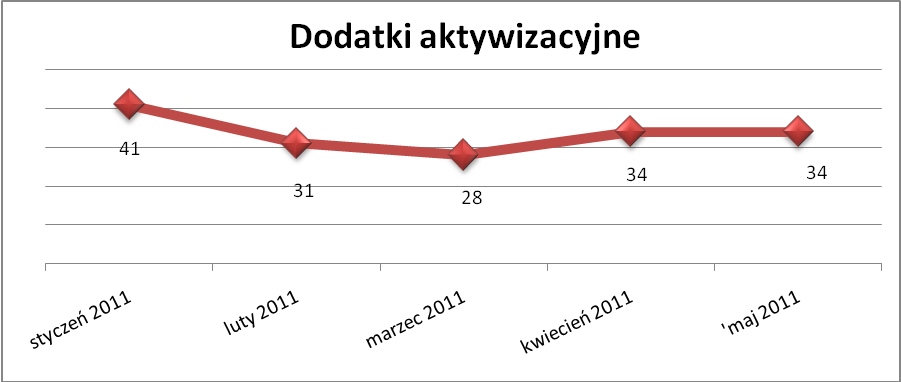 Dodatki aktywizacyjne
41
31
28
34
34
styczeń 2011
luty 2011
marzec 2011
kwiecień 2011
'maj 2011